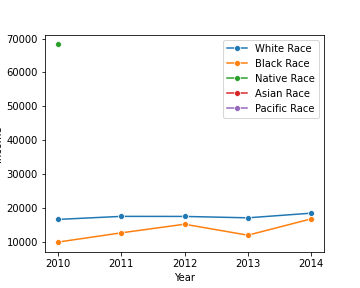 70000
60000
50000
40000
30000
20000
10000
White Race
Black Race
Native Race
Asian Race
Pacific Race
2010 2011 2012 2013 2014
Year